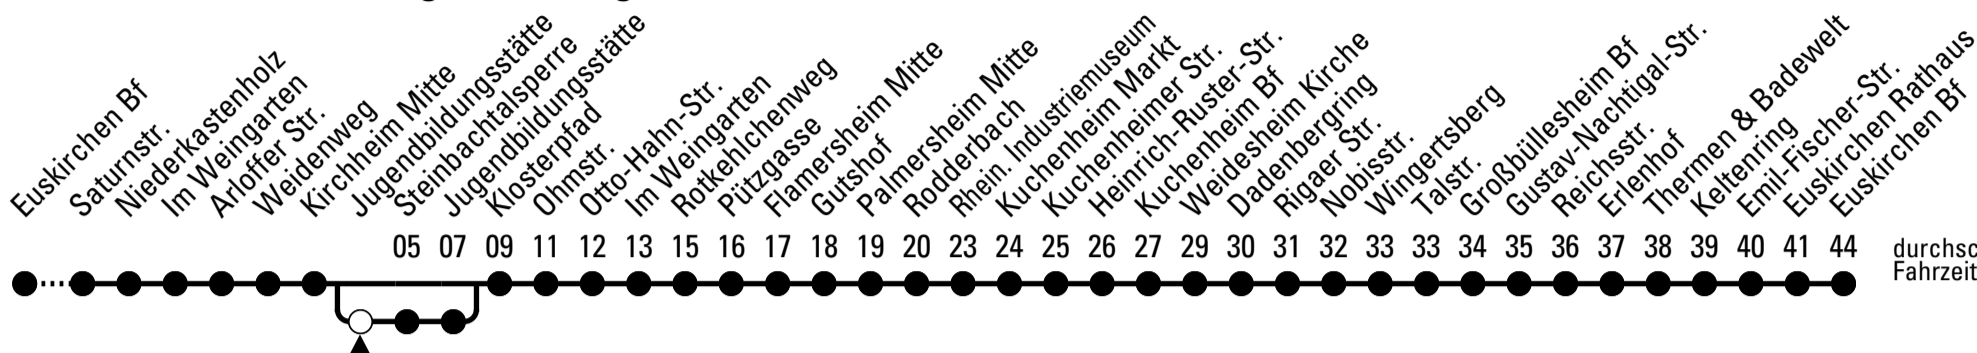 Euskirchen Bf
Saturnstr.
Niederkastenholz
Im Weingarten
Arloffer Str.
Weidenweg
Kirchheim Mitte
Jugendbildungsstätte
Steinbachtalsperre
Jugendbildungsstätte
Klosterpfad
Ohmstr.
Otto-Hahn-Str.
Im Weingarten
Rotkehlchenweg
Pützgasse
Flamersheim Mitte
Gutshof
Palmersheim Mitte
Rodderbach
Rhein. Industriemuseum
Kuchenheim Markt
Kuchenheimer Str.
Heinrich-Ruster-Str.
Kuchenheim Bf
Weidesheim Kirche
Dadenbergring
Rigaer Str.
Nobisstr.
Wingertsberg
Talstr.
Großbüllesheim Bf
Gustav-Nachtigal-Str.
Reichsstr.
Erlenhof
Thermen & Badewelt
Keltenring
Emil-Fischer-Str.
Euskirchen Rathaus
Euskirchen Bf
05 07 09 11 12 13 15 16 17 18 19 20 23 24 25 26 27 29 30 31 32 33 33 34 35 36 37 38 39 40 41 44
durchsc
Fahrzeit